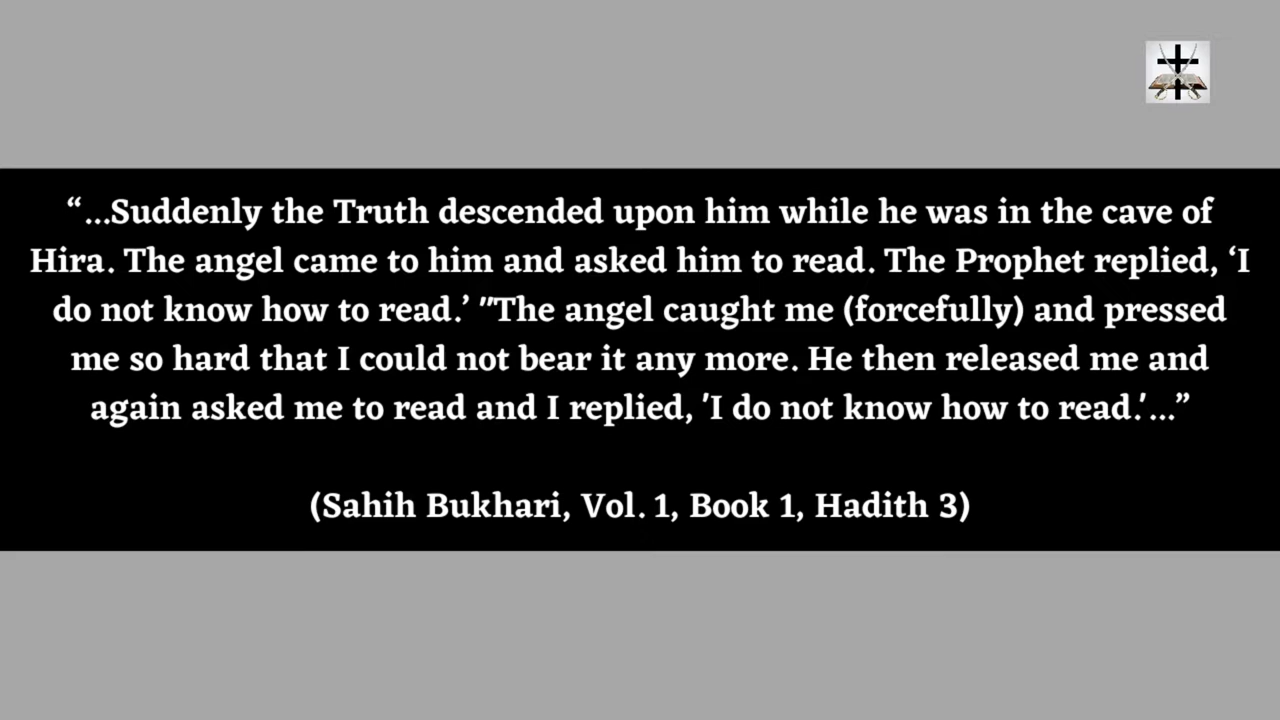 “...Suddenly the Truth descended upon him while he was in the cave of
Hira. The angel came to him and asked him to read. The Prophet replied, ‘I
do not know how to read.’ "The angel caught me (forcefully) and pressed
me so hard that I could not bear it any more. He then released me and
again asked me to read and I replied, 'I do not know how to read.'...”
(Sahih Bukhari, Vol. 1, Book 1, Hadith 3)